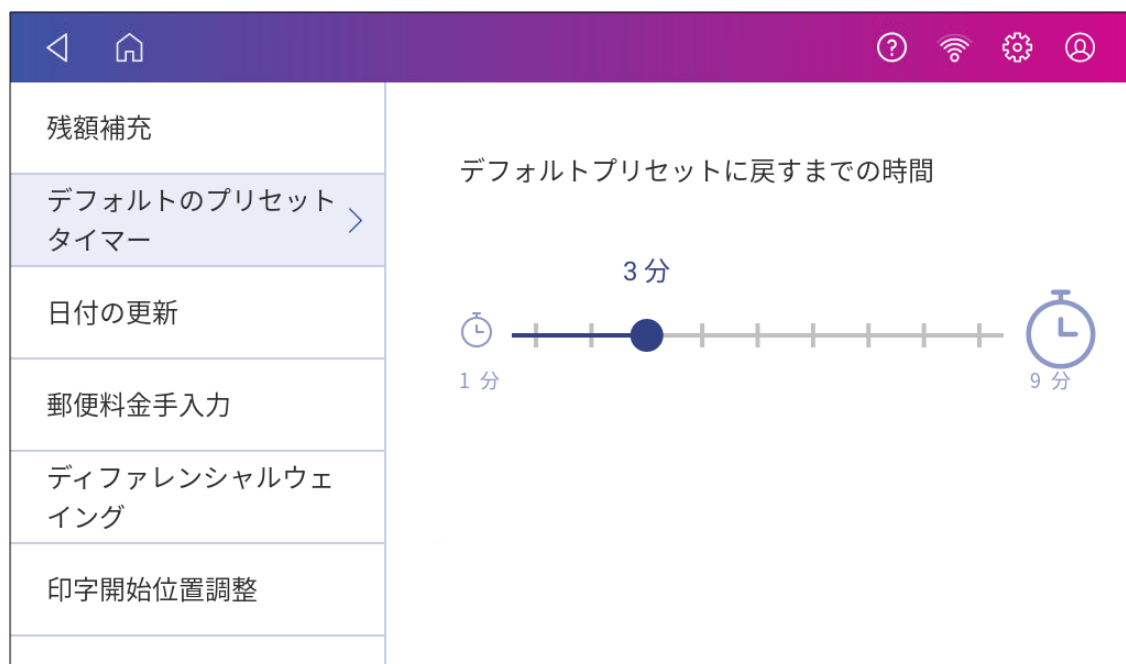 残額補充
デフォルトのプリセット
タイマー
日付の更新
郵便料金手入力
ディファレンシャルウェ
イング
印字開始位置調整
デフォルトプリセットに戻すまでの時間
3 分
1 分
9 分